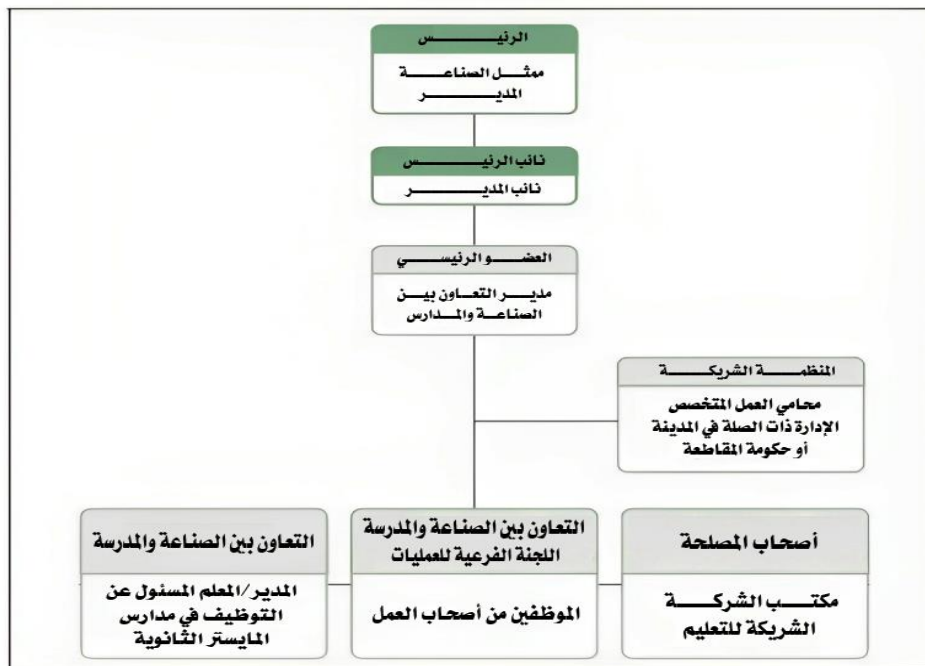 الرئيس
ممثل الصناعة
المدير
نائب الرئيس
نائب المدير
العضو الرئيسي
مدير التعاون بين
الصناعة والمدارس
المنظمة الشريكة
محامي العمل المتخصص
الإدارة ذات الصلة في المدينة
أو حكومة المقاطعة
أصحاب المصلحة
مكتب الشركة
الشريكة للتعليم
التعاون بين الصناعة والمدرسة
اللجنة الفرعية للعمليات
الموظفين من أصحاب العمل
التعاون بين الصناعة والمدرسة
المدير/المعلم المسئول عن
التوظيف في مدارس
المايستر الثانوية